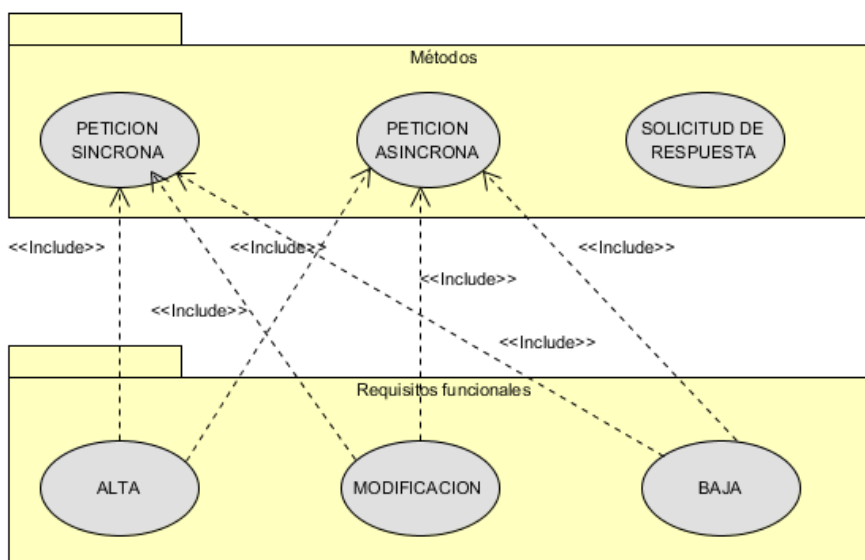 Métodos
PETICION
SINCRONA
PETICION
ASINCRONA
SOLICITUD DE
RESPUESTA
<<Include>>
<<Include>>
<<Include>>
<<Include>>
<<Include>>
<<Include>>
Requisitos funcionales
ALTA
MODIFICACION
BAJA